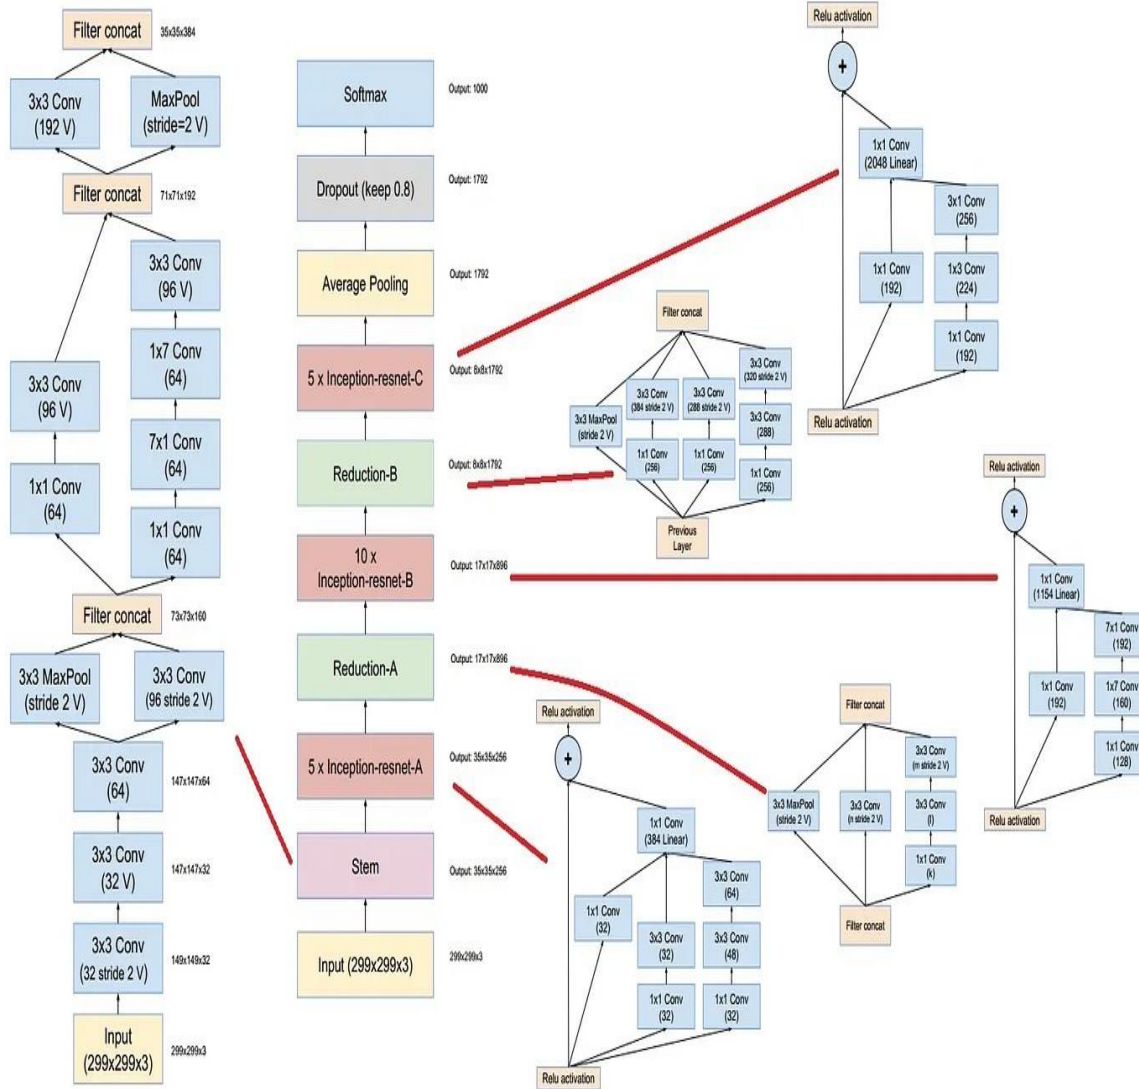 Filter concat
35x35x384
3x3 Conv
(192 V)
MaxPool
(stride=2 V)
Filter concat
71x71x192
3x3 Conv
(96 V)
1x7 Conv
(64)
3x3 Conv
(96 V)
7x1 Conv
(64)
1x1 Conv
(64)
1x1 Conv
(64)
Filter concat
73x73x160
3x3 MaxPool
(stride 2 V)
3x3 Conv
(96 stride 2 V)
3x3 Conv
(64)
147x147x64
3x3 Conv
(32 V)
147x147x32
3x3 Conv
(32 stride 2 V)
149x149x32
Input
(299x299x3)
299x299x3
Softmax
Output: 1000
Dropout (keep 0.8)
Output: 1792
Average Pooling
Output: 1792
5 x Inception-resnet-C
Output: 8x8x1792
Reduction-B
Output: 8x8x1792
10 x
Inception-resnet-B
Output: 17x17x896
Reduction-A
Output: 17x17x896
5 x Inception-resnet-A
Output: 35x35x256
Stem
Output: 35x35x256
Input (299x299x3)
299x299x3
Relu activation
+
1x1 Conv
(2048 Linear)
3x1 Conv
(256)
1x1 Conv
(192)
1x3 Conv
(224)
1x1 Conv
(192)
Relu activation
Filter concat
3x3 Conv
(320 stride 2 V)
3x3 Conv
(384 stride 2 V)
3x3 Conv
(288 stride 2 V)
3x3 MaxPool
(stride 2 V)
3x3 Conv
(288)
1x1 Conv
(256)
1x1 Conv
(256)
1x1 Conv
(256)
Previous
Layer
Relu activation
+
1x1 Conv
(1154 Linear)
7x1 Conv
(192)
1x1 Conv
(192)
1x7 Conv
(160)
1x1 Conv
(128)
Relu activation
Filter concat
3x3 Conv
(m stride 2 V)
3x3 MaxPool
(stride 2 V)
3x3 Conv
(n stride 2 V)
3x3 Conv
(l)
1x1 Conv
(k)
Filter concat
Relu activation
+
1x1 Conv
(384 Linear)
3x3 Conv
(64)
1x1 Conv
(32)
3x3 Conv
(32)
3x3 Conv
(48)
1x1 Conv
(32)
1x1 Conv
(32)
Relu activation